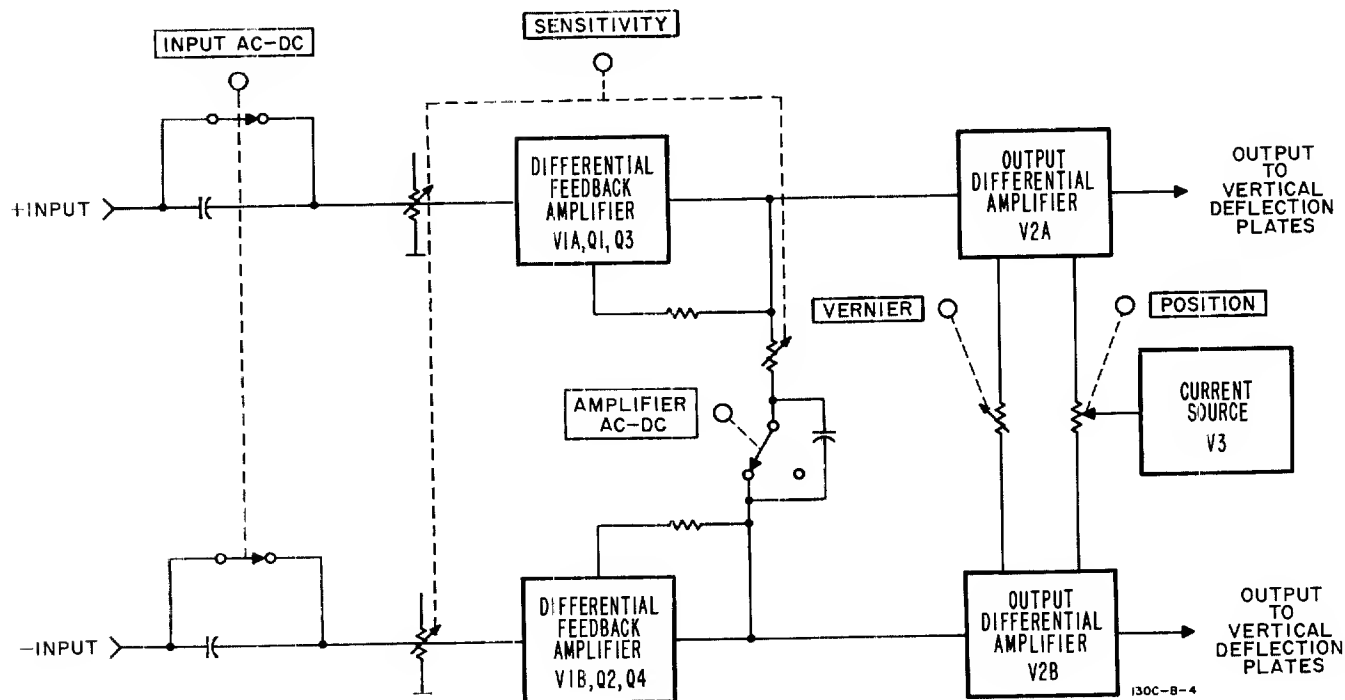 SENSITIVITY
INPUT AC-DC
+INPUT
DIFFERENTIAL
FEEDBACK
AMPLIFIER
V1A, Q1, Q3
OUTPUT
DIFFERENTIAL
AMPLIFIER
V2A
OUTPUT
TO
VERTICAL
DEFLECTION
PLATES
VERNIER
POSITION
AMPLIFIER
AC-DC
CURRENT
SOURCE
V3
-INPUT
DIFFERENTIAL
FEEDBACK
AMPLIFIER
V1B, Q2, Q4
OUTPUT
DIFFERENTIAL
AMPLIFIER
V2B
OUTPUT
TO
VERTICAL
DEFLECTION
PLATES
130C-B-4